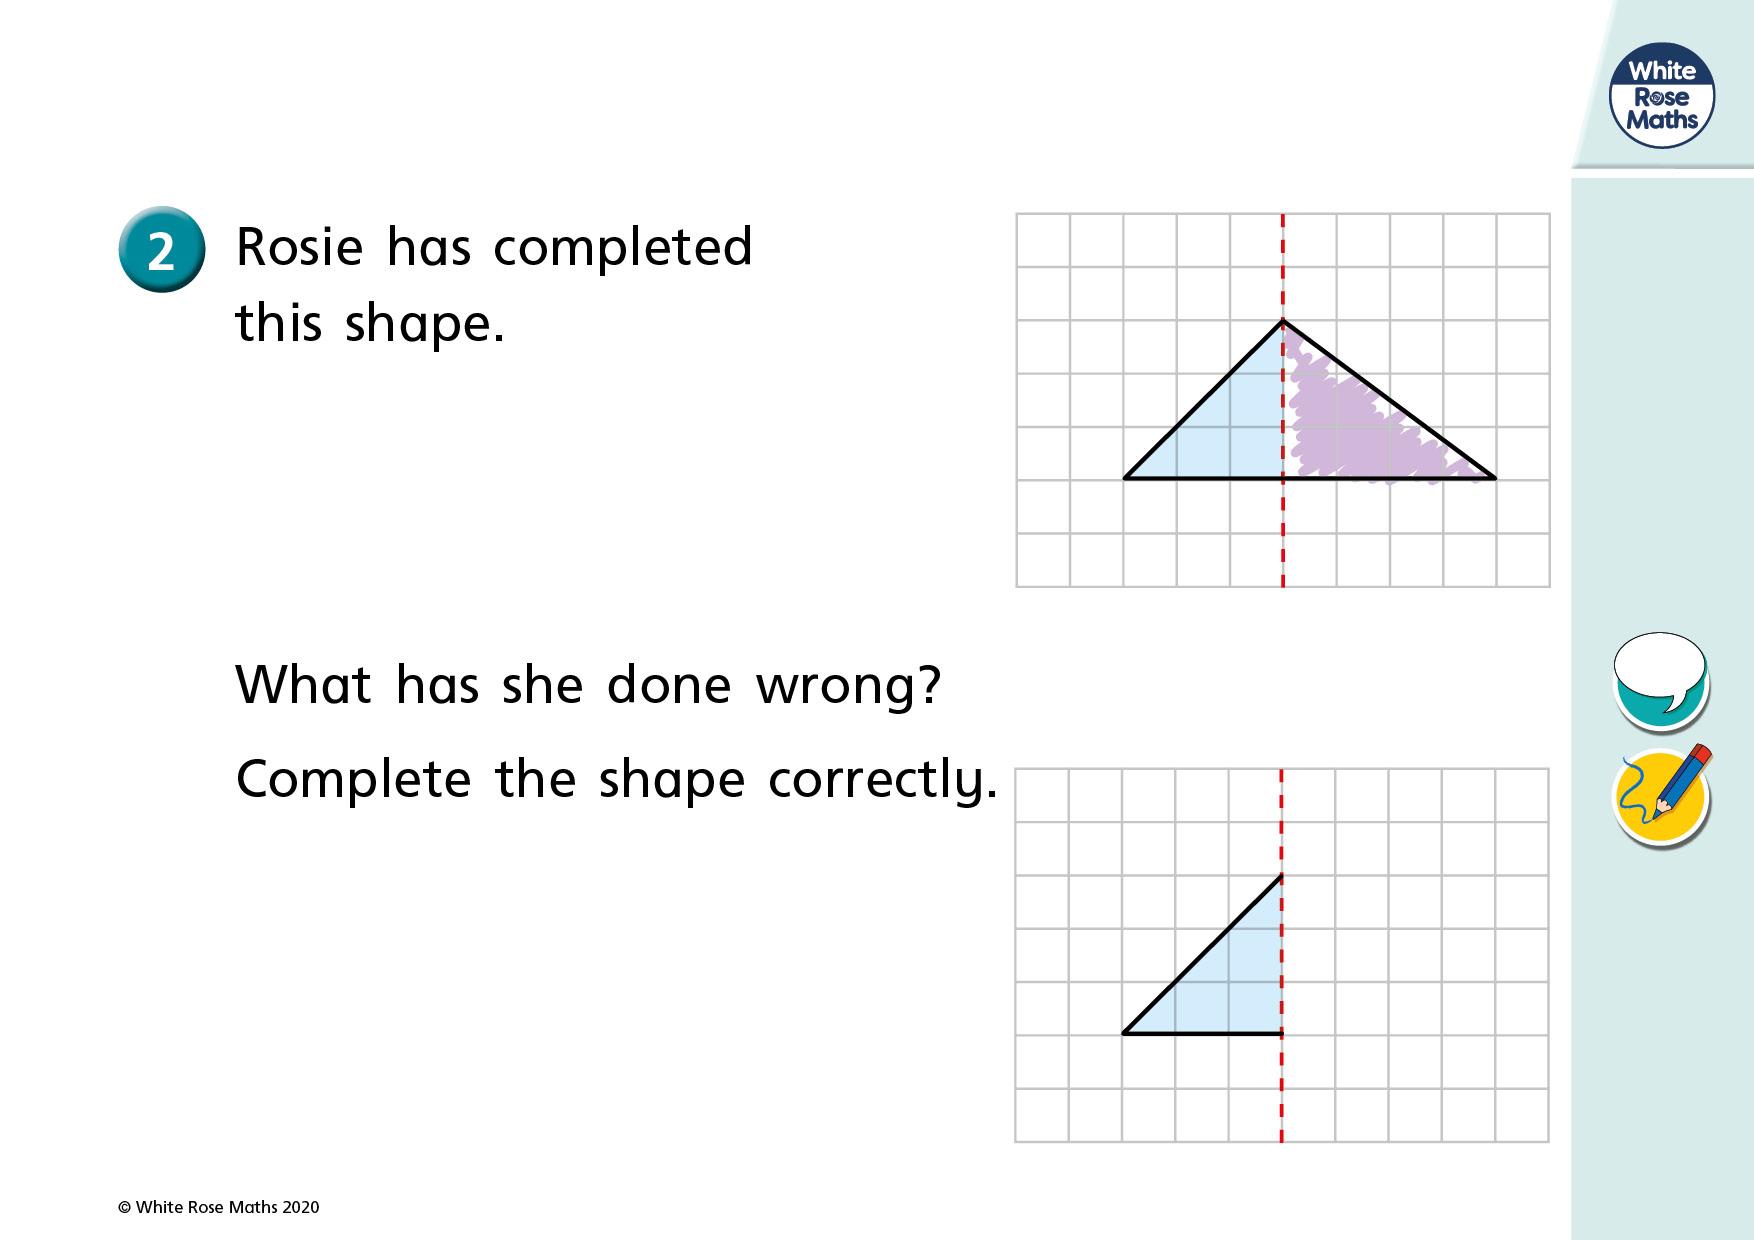 White
Rose
Maths
2
Rosie has completed
this shape.
What has she done wrong?
Complete the shape correctly.
© White Rose Maths 2020